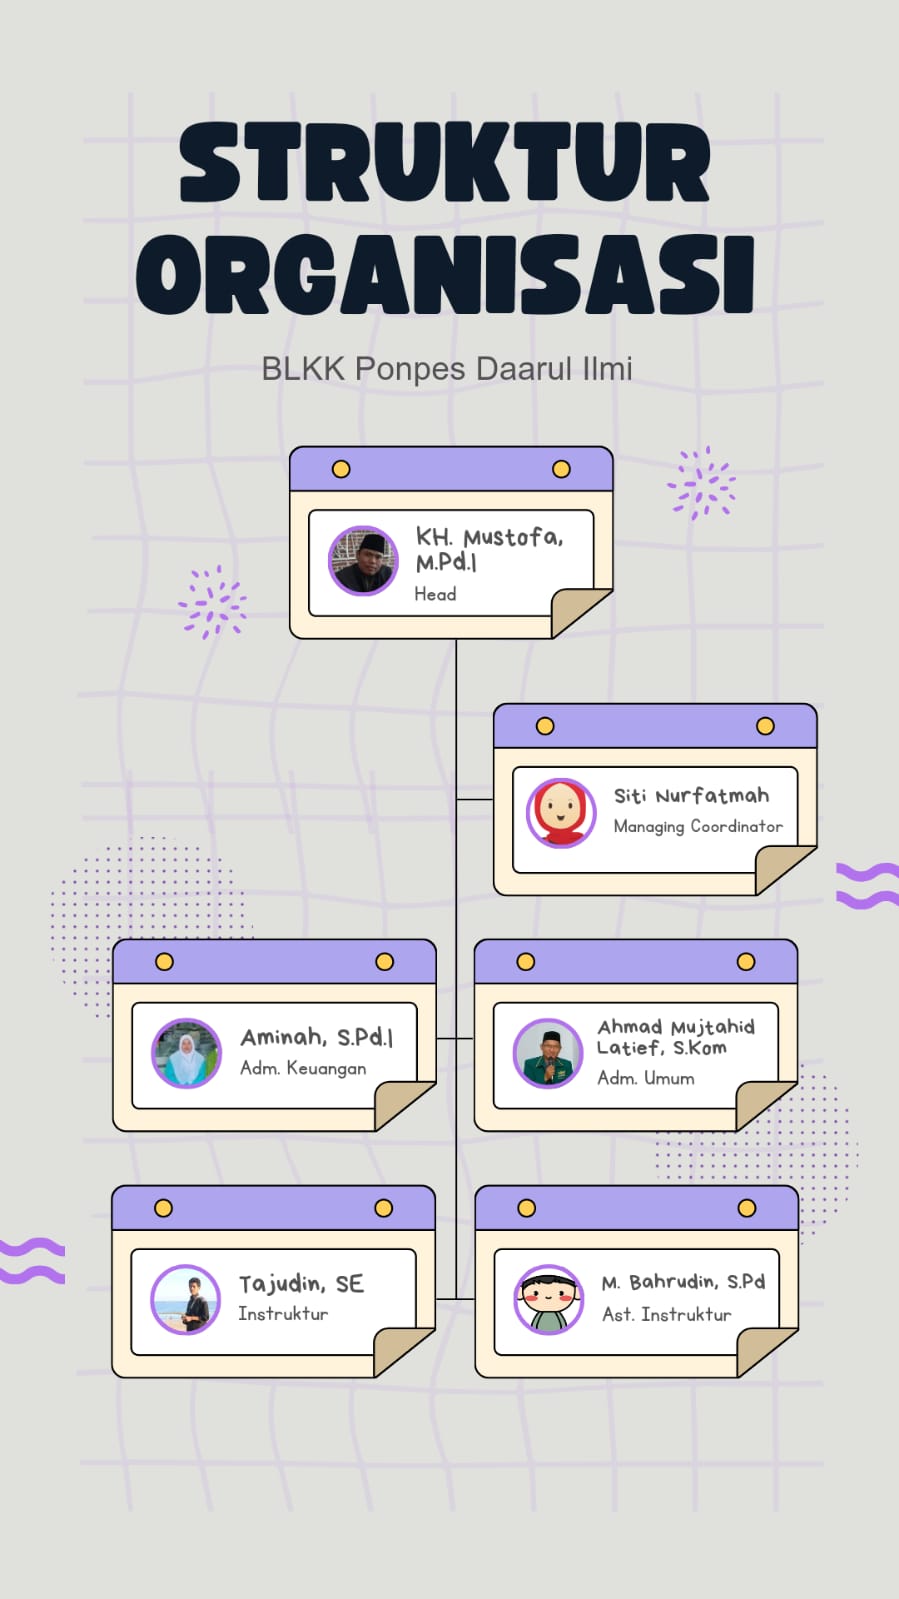 STRUKTUR
ORGANISASI
BLKK Ponpes Daarul Ilmi
KH. Mustofa,
M.Pd.I
Head
Siti Nurfatmah
Managing Coordinator
Aminah, S.Pd.I
Adm. Keuangan
Ahmad Mujtahid
Latief, S.Kom
Adm. Umum
Tajudin, SE
Instruktur
M. Bahrudin, S.Pd
Ast. Instruktur